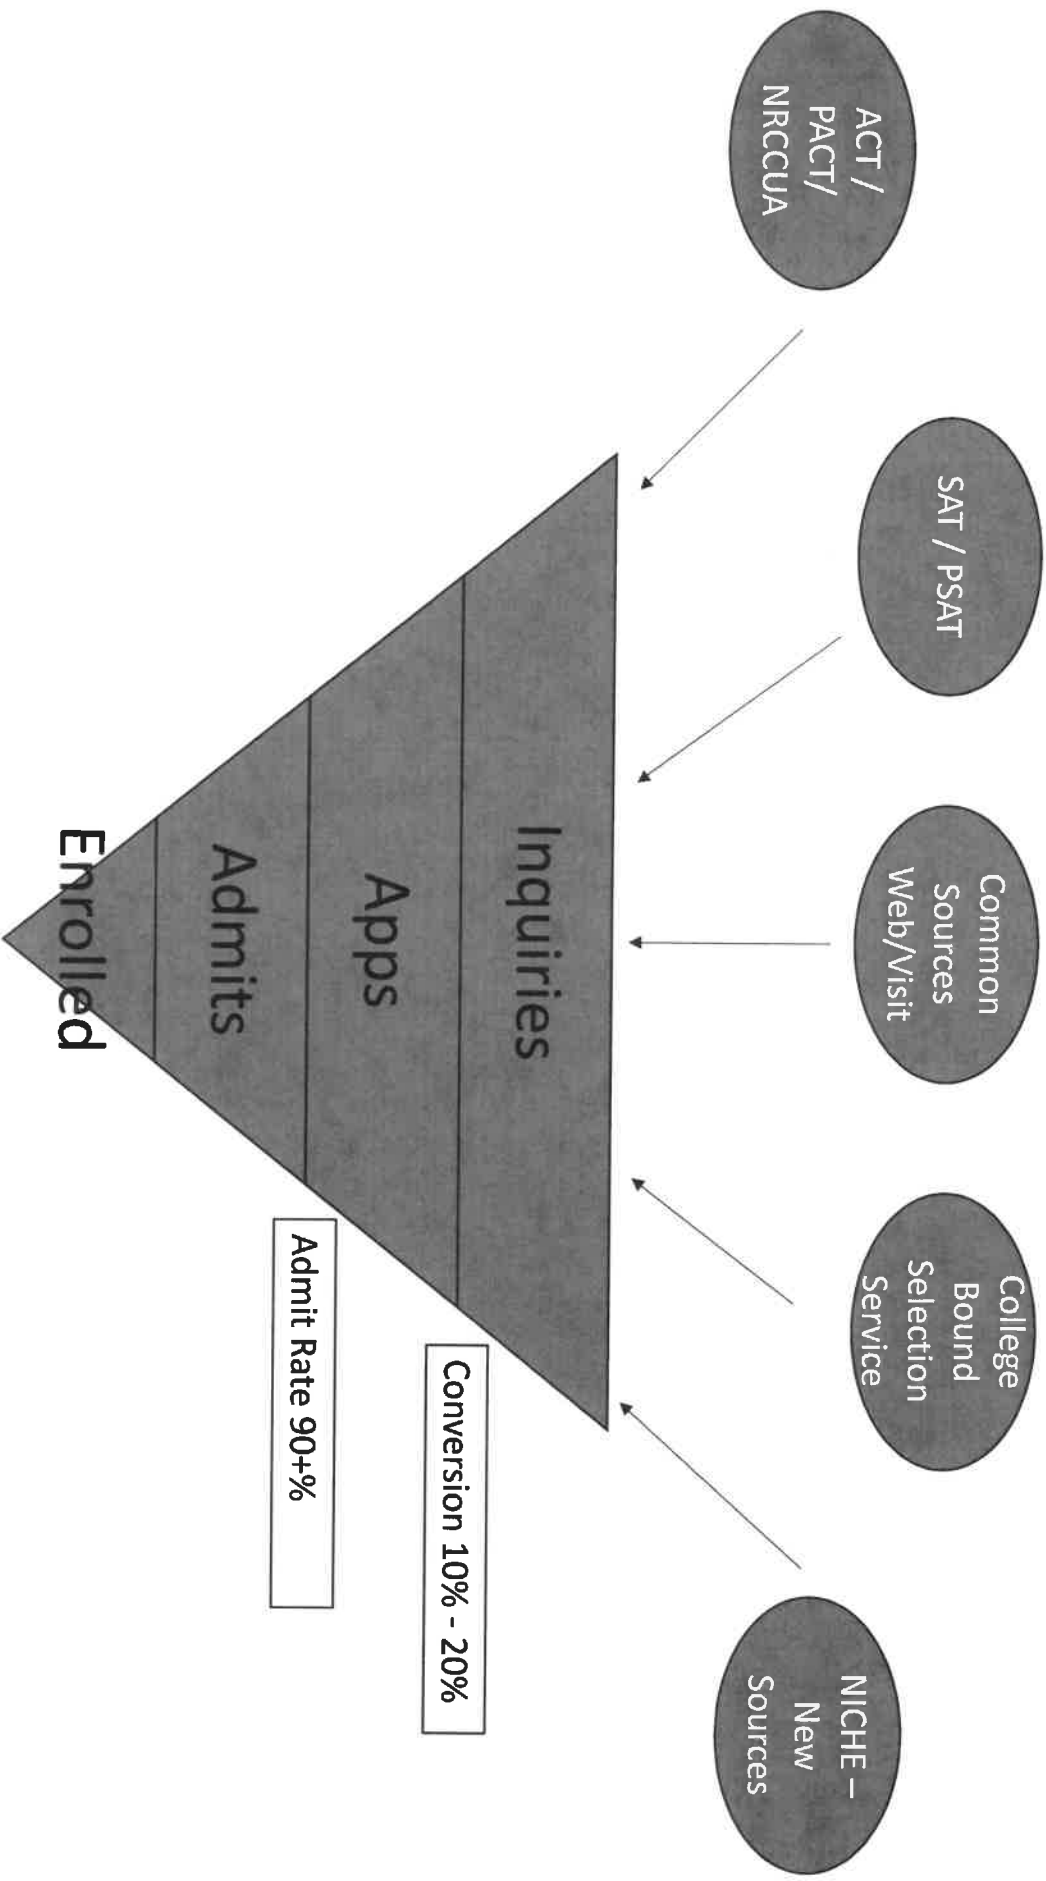 ACT /
PACT/
NRCCUA
SAT / PSAT
Common
Sources
Web/Visit
College
Bound
Selection
Service
NICHE –
New
Sources
Inquiries
Conversion 10% - 20%
Apps
Admit Rate 90+%
Admits
Enrolled